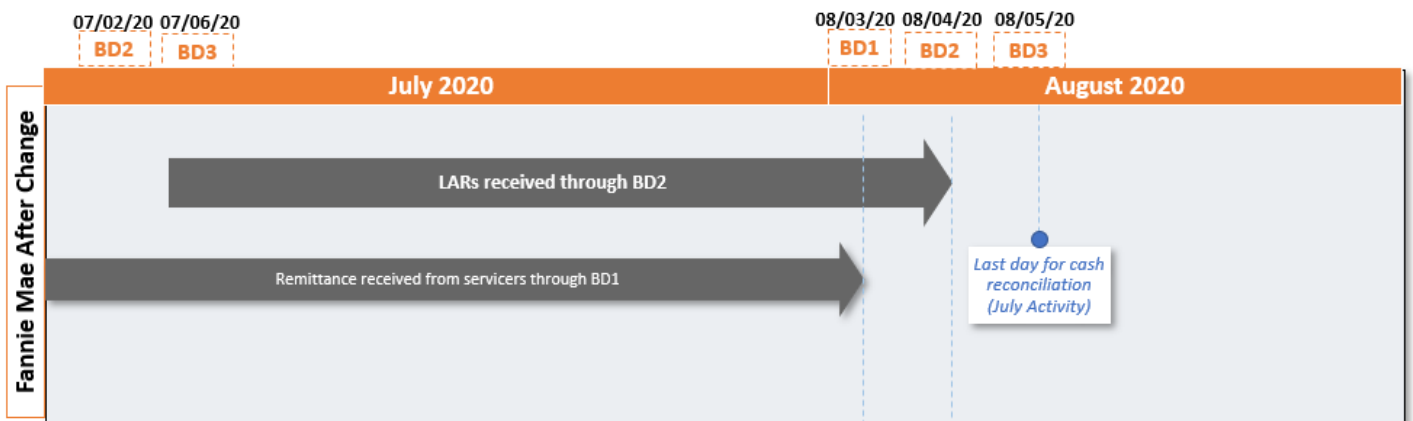 07/02/20 07/06/20 08/03/20 08/04/20 08/05/20
BD2 BD3 BD1 BD2 BD3
July 2020 August 2020
Fannie Mae After Change
LARs received through BD2
Remittance received from servicers through BD1
Last day for cash
reconciliation
(July Activity)